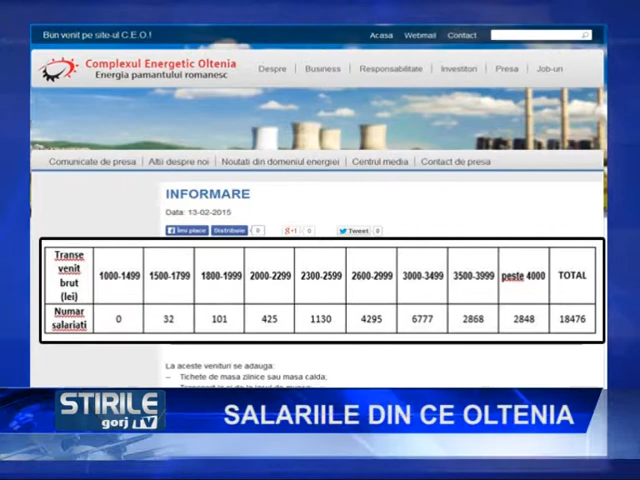 Bun venit pe site-ul C.E.O.!
Acasa Webmail Contact
Complexul Energetic Oltenia
Energia pamantului romanesc
Despre Business Responsabilitate Investitori Presa Job-uri
Comunicate de presa Altii despre noi Noutati din domeniul energiei Centrul media Contact de presa
INFORMARE
Data: 13-02-2015
Îmi place Distribuie 0 g+1 0 Tweet 0
Transe venit brut (lei) 1000-1499 1500-1799 1800-1999 2000-2299 2300-2599 2600-2999 3000-3499 3500-3999 peste 4000 TOTAL
Numar salariati 0 32 101 425 1130 4295 6777 2868 2848 18476
La aceste venituri se adauga:
– Tichete de masa zilnice sau masa calda;
STIRILE
gorj TV
SALARIILE DIN CE OLTENIA